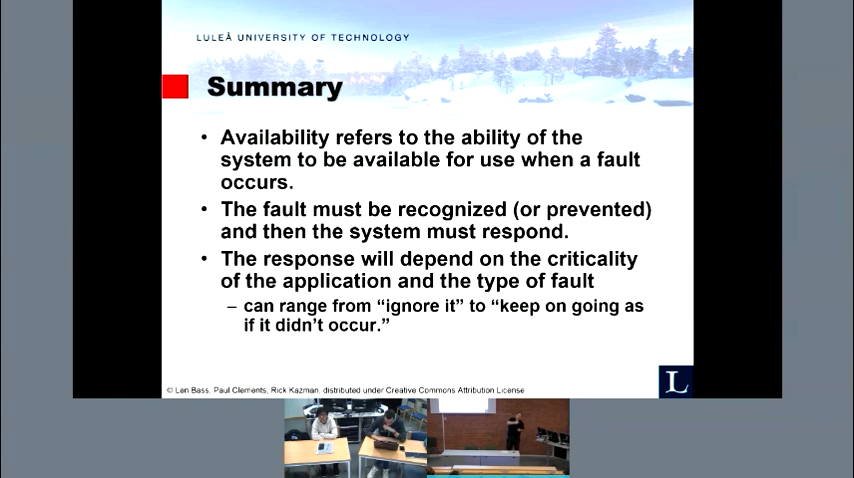 LULEÅ UNIVERSITY OF TECHNOLOGY
Summary
• Availability refers to the ability of the
system to be available for use when a fault
occurs.
• The fault must be recognized (or prevented)
and then the system must respond.
• The response will depend on the criticality
of the application and the type of fault
– can range from “ignore it” to “keep on going as
if it didn’t occur.”
© Len Bass, Paul Clements, Rick Kazman, distributed under Creative Commons Attribution License
L